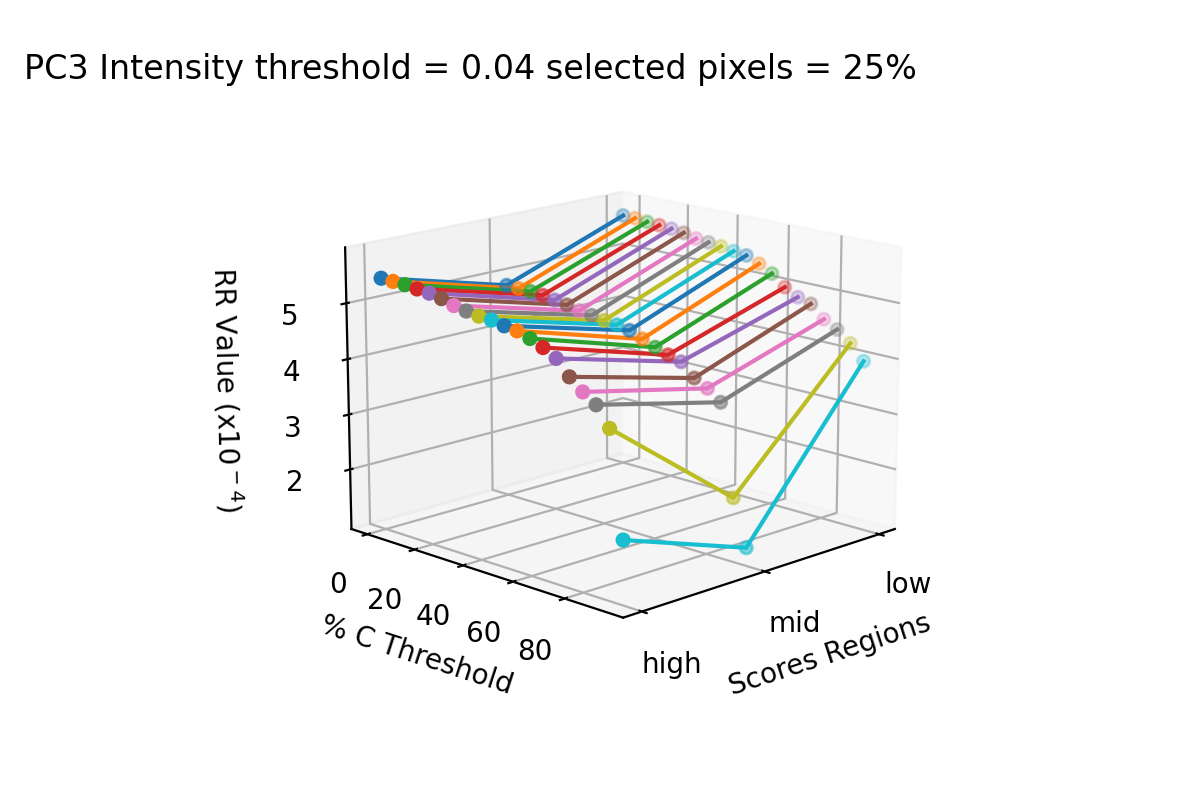 PC3 Intensity threshold = 0.04 selected pixels = 25%
RR Value (x10⁻⁴)
5
4
3
2
0
20
40
60
80
% C Threshold
high
mid
low
Scores Regions